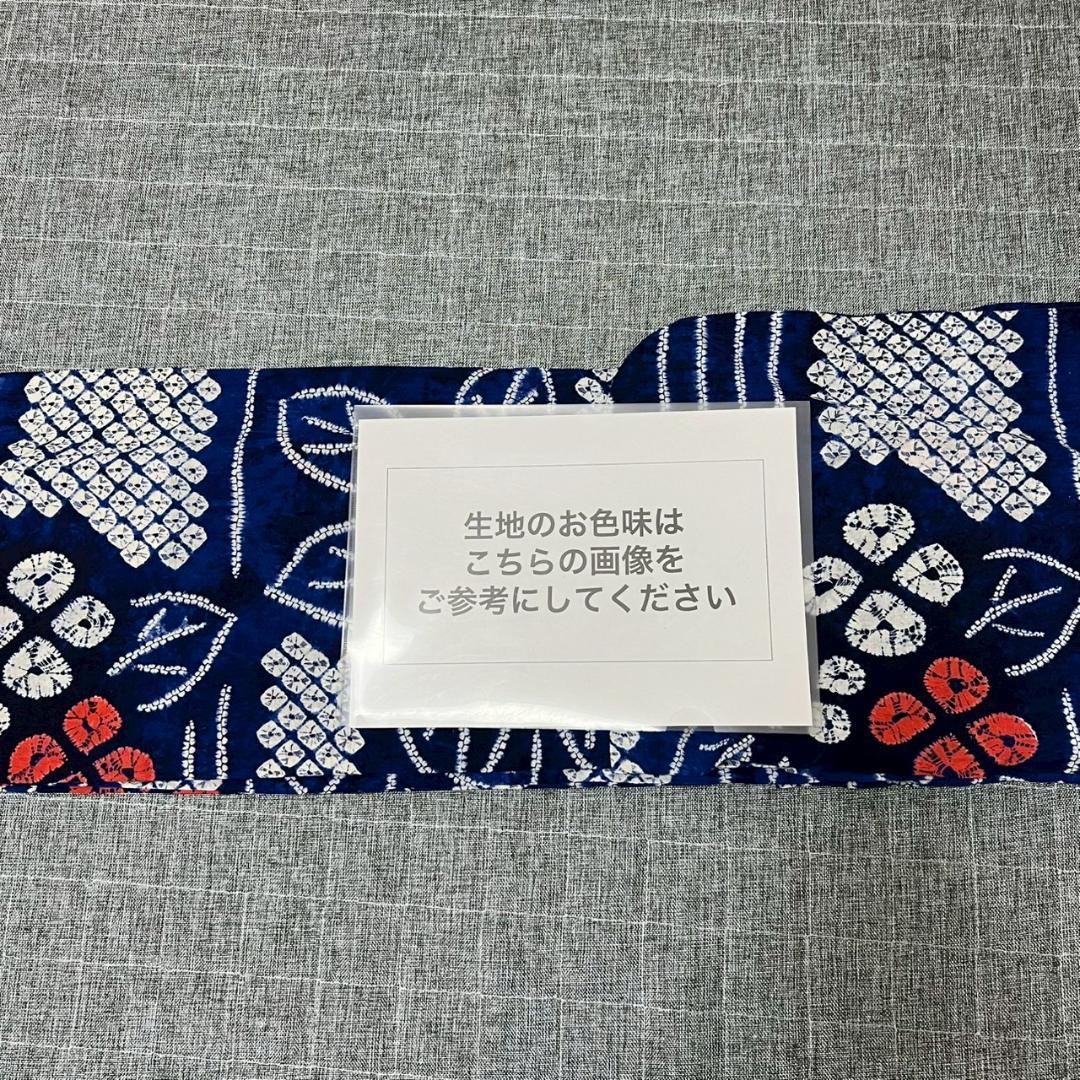 生地のお色味は
こちらの画像を
ご参考にしてください